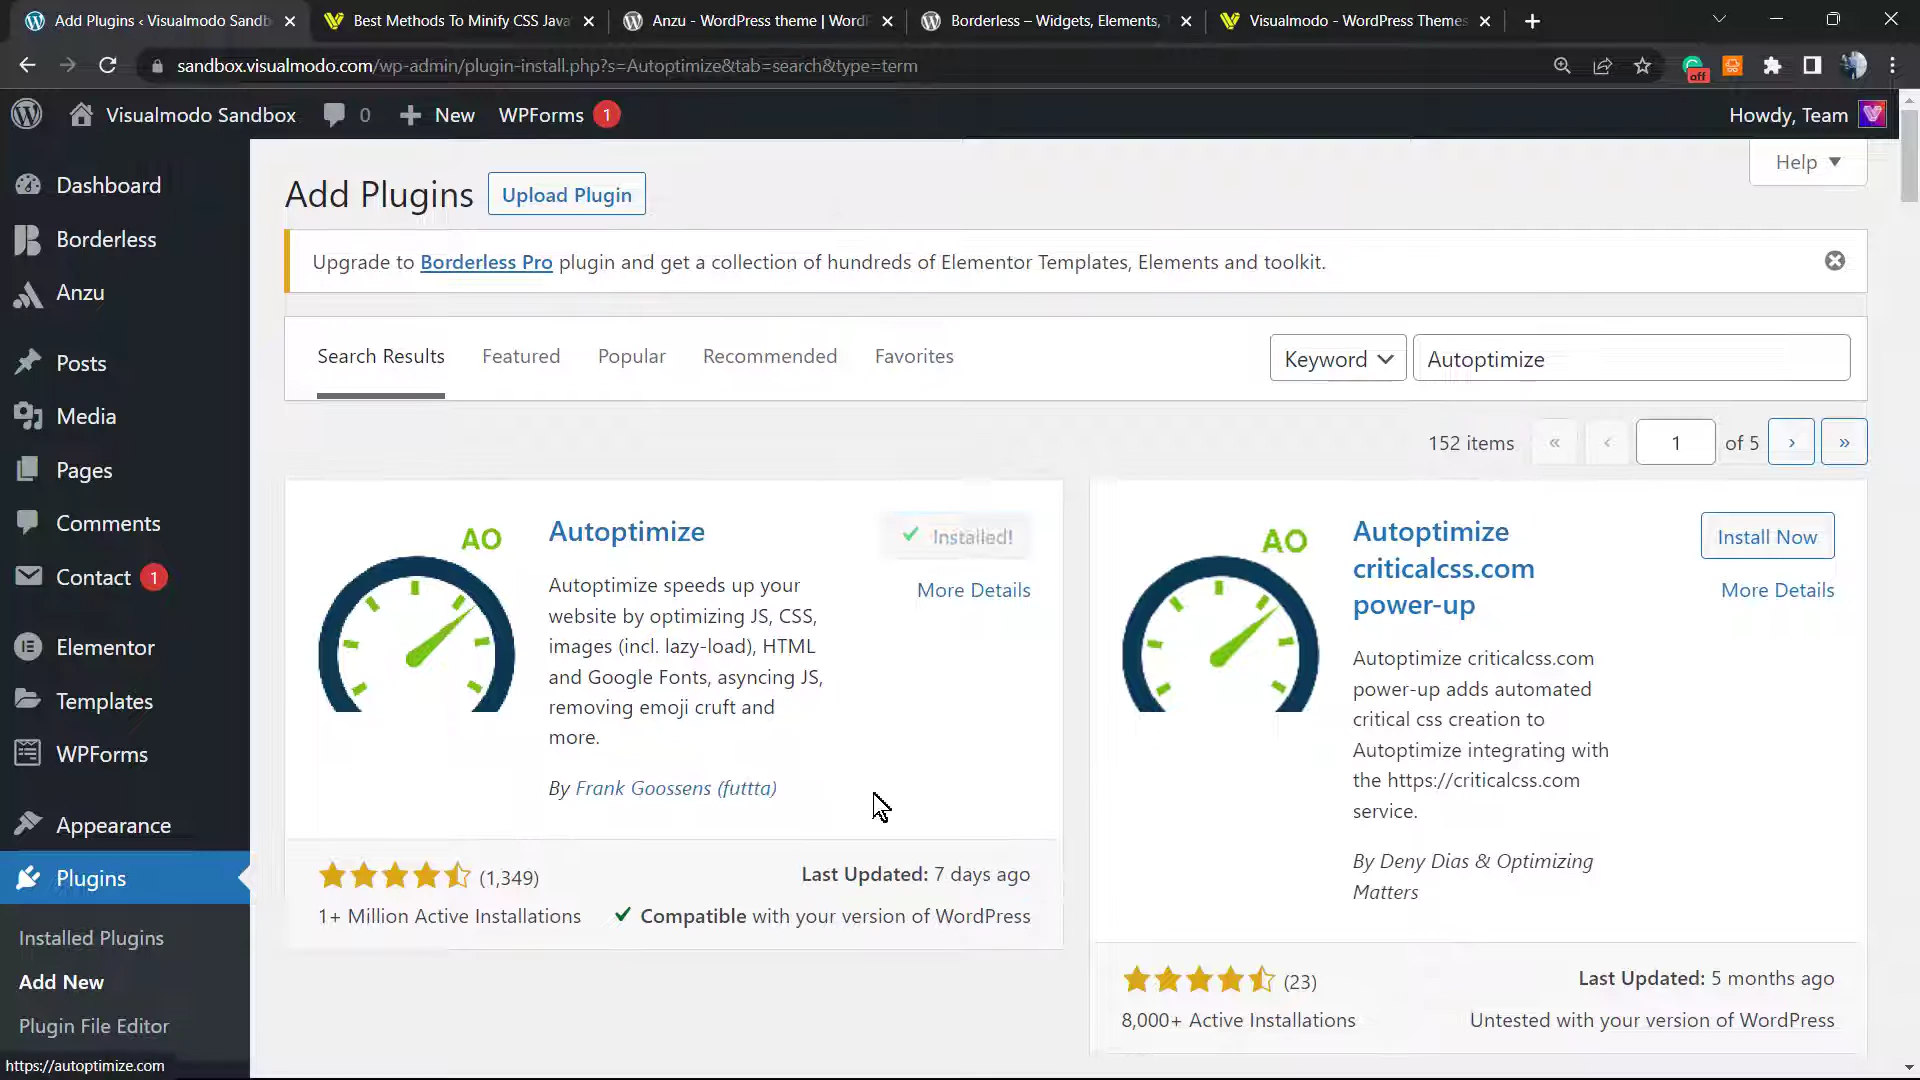 Add Plugins ‹ Visualmodo Sandb
Best Methods To Minify CSS Java
Anzu - WordPress theme | Word
Borderless – Widgets, Elements,
Visualmodo - WordPress Themes
sandbox.visualmodo.com/wp-admin/plugin-install.php?s=Autoptimize&tab=search&type=term
off
Visualmodo Sandbox
0
New
WPForms
1
Howdy, Team
Help
Dashboard
Borderless
Anzu
Posts
Media
Pages
Comments
Contact 1
Elementor
Templates
WPForms
Appearance
Plugins
Installed Plugins
Add New
Plugin File Editor
https://autoptimize.com
Add Plugins
Upload Plugin
Upgrade to Borderless Pro plugin and get a collection of hundreds of Elementor Templates, Elements and toolkit.
Search Results
Featured
Popular
Recommended
Favorites
Keyword
Autoptimize
152 items
«
‹
1
of 5
›
»
AO
Autoptimize
Installed!
More Details
Autoptimize speeds up your
website by optimizing JS, CSS,
images (incl. lazy-load), HTML
and Google Fonts, asyncing JS,
removing emoji cruft and
more.
By Frank Goossens (futtta)
(1,349)
Last Updated: 7 days ago
1+ Million Active Installations
Compatible with your version of WordPress
AO
Autoptimize
criticalcss.com
power-up
Install Now
More Details
Autoptimize criticalcss.com
power-up adds automated
critical css creation to
Autoptimize integrating with
the https://criticalcss.com
service.
By Deny Dias & Optimizing
Matters
(23)
Last Updated: 5 months ago
8,000+ Active Installations
Untested with your version of WordPress